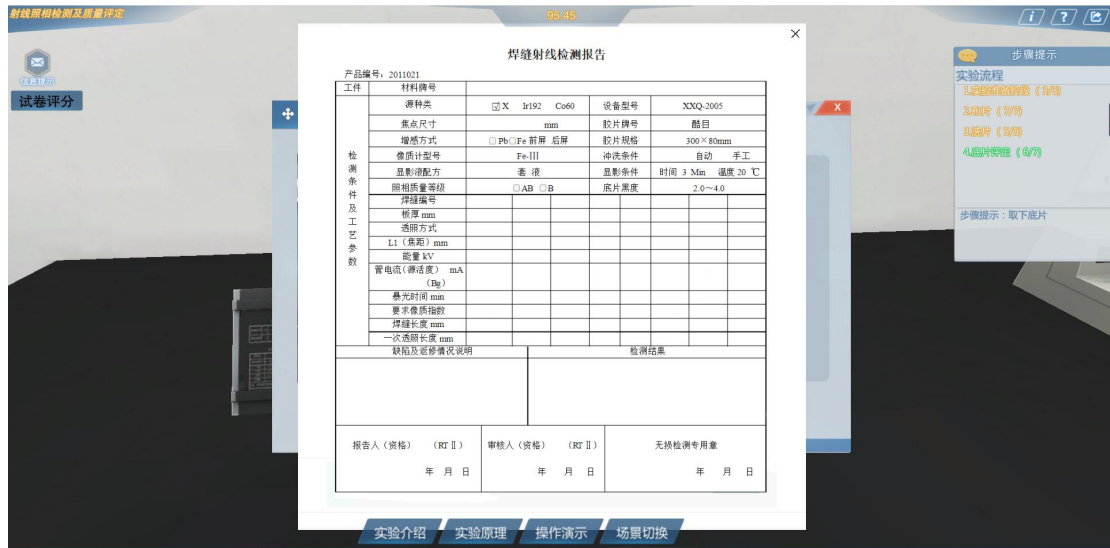 射线照相检测及质量评定
95:45
信息提示
试卷评分
步骤提示
实验流程
2.布片 (7/7)
4.底片评定 (6/7)
步骤提示：取下底片
X
焊缝射线检测报告
产品编号：2011021
工件 材料牌号
检测条件及工艺参数
源种类 ☑X Ir192 Co60 设备型号 XXQ-2005
焦点尺寸 mm 胶片牌号 酷目
增感方式 □Pb□Fe 前屏 后屏 胶片规格 300×80mm
像质计型号 Fe-III 冲洗条件 自动 手工
显影液配方 套 液 显影条件 时间 3 Min 温度 20 ℃
照相质量等级 □AB □B 底片黑度 2.0～4.0
焊缝编号
板厚 mm
透照方式
L1（焦距）mm
能量 kV
管电流(源活度) mA
(Bg)
暴光时间 min
要求像质指数
焊缝长度 mm
一次透照长度 mm
缺陷及返修情况说明 检测结果
报告人（资格） （RTⅡ） 审核人（资格） （RTⅡ） 无损检测专用章
年 月 日 年 月 日 年 月 日
实验介绍 实验原理 操作演示 场景切换